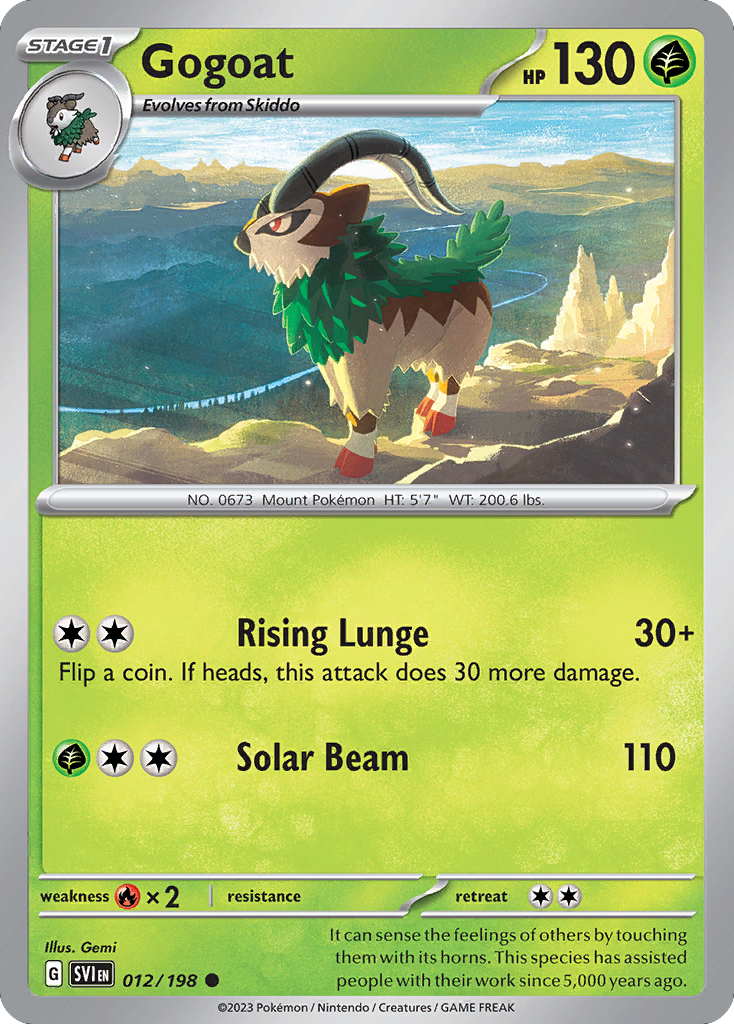 STAGE1
Gogoat
HP 130
Evolves from Skiddo
NO. 0673 Mount Pokémon HT: 5'7" WT: 200.6 lbs.
Rising Lunge 30+
Flip a coin. If heads, this attack does 30 more damage.
Solar Beam 110
weakness ×2 resistance retreat
Illus. Gemi
G SVI EN 012/198
It can sense the feelings of others by touching
them with its horns. This species has assisted
people with their work since 5,000 years ago.
©2023 Pokémon / Nintendo / Creatures / GAME FREAK